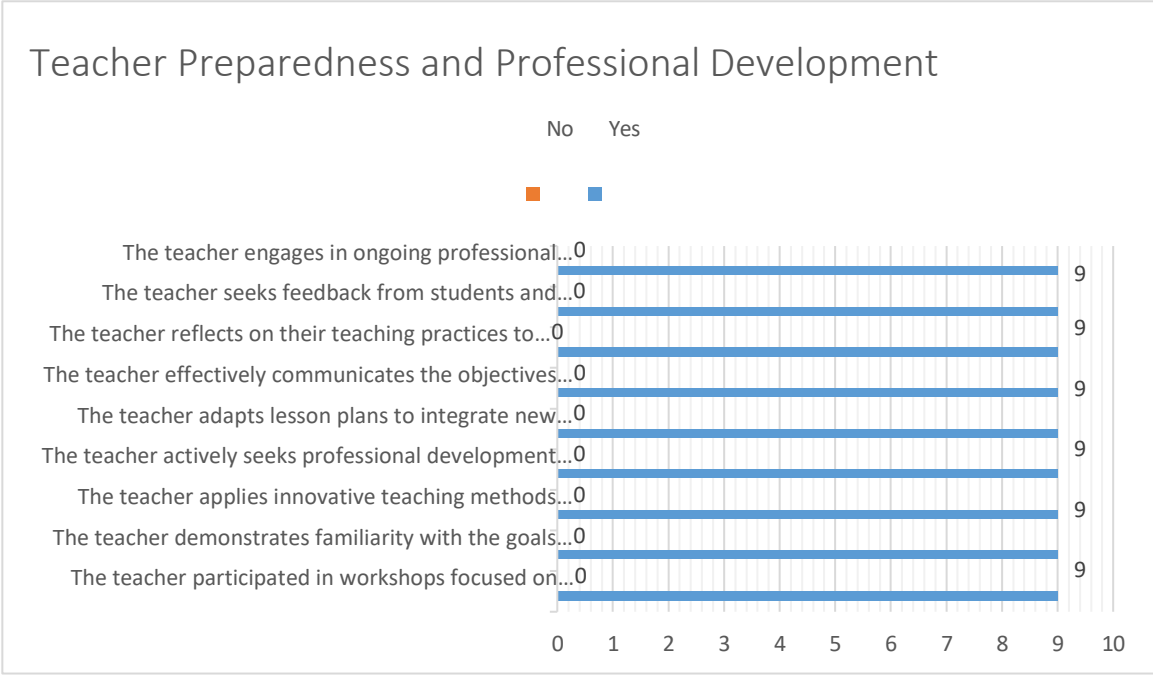 Teacher Preparedness and Professional Development
No Yes
The teacher engages in ongoing professional...0
9
The teacher seeks feedback from students and...0
The teacher reflects on their teaching practices to...0
9
The teacher effectively communicates the objectives...0
9
The teacher adapts lesson plans to integrate new...0
The teacher actively seeks professional development...0
9
The teacher applies innovative teaching methods...0
9
The teacher demonstrates familiarity with the goals...0
The teacher participated in workshops focused on...0
9
0 1 2 3 4 5 6 7 8 9 10